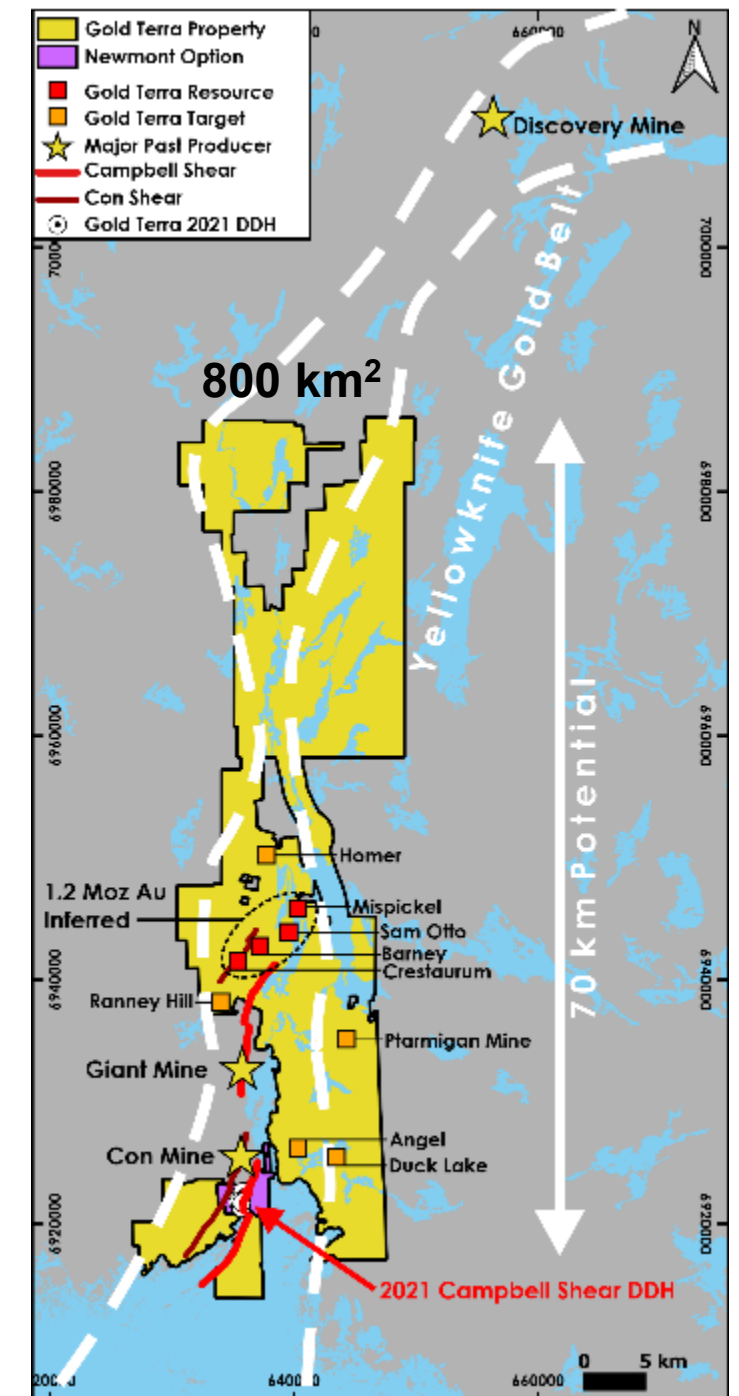 Gold Terra Property
Newmont Option
Gold Terra Resource
Gold Terra Target
Major Past Producer
Campbell Shear
Con Shear
Gold Terra 2021 DDH
660000
N
Discovery Mine
7000000
Yellowknife Gold Belt
800 km²
6980000
6980000
6960000
6960000
70 km Potential
Homer
1.2 Moz Au
Inferred
Mispickel
Sam Otto
Barney
Crestaurum
6940000
6940000
Ranney Hill
Ptarmigan Mine
Giant Mine
Angel
Con Mine
Duck Lake
6920000
6920000
2021 Campbell Shear DDH
640000
660000
0 5 km